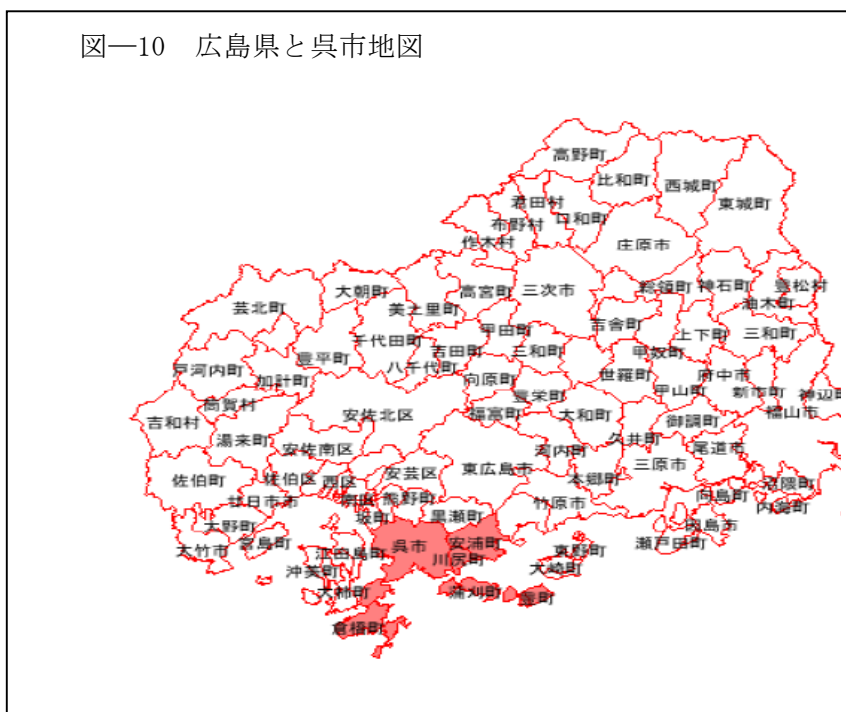 図―10 広島県と呉市地図
高野町
比和町
西城町
東城町
君田村
布野村
口和町
作木村
庄原市
芸北町
大朝町
美土里町
高宮町
三次市
総領町
神石町
豊松村
油木町
千代田町
甲田町
吉舎町
上下町
三和町
戸河内町
豊平町
八千代町
吉田町
三和町
甲奴町
府中市
加計町
向原町
豊栄町
世羅町
甲山町
新市町
神辺町
吉和村
筒賀村
安佐北区
福富町
大和町
御調町
福山市
湯来町
安佐南区
河内町
久井町
尾道市
佐伯町
佐伯区
西区
安芸区
東広島市
本郷町
三原市
沼隈町
廿日市市
熊野町
竹原市
向島町
内海町
大野町
坂町
黒瀬町
因島市
大竹市
宮島町
江田島町
呉市
安浦町
東野町
瀬戸田町
沖美町
川尻町
大崎町
大柿町
蒲刈町
豊町
倉橋町